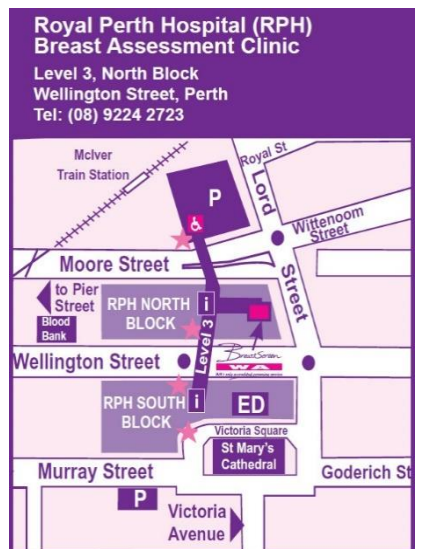 Royal Perth Hospital (RPH)
Breast Assessment Clinic
Level 3, North Block
Wellington Street, Perth
Tel: (08) 9224 2723
McIver
Train Station
Royal St
P
Lord
Street
Wittenoom
Street
Moore Street
to Pier
Street
RPH NORTH
BLOCK
i
Blood
Bank
Level 3
BreastScreen
WA
Wellington Street
RPH SOUTH
BLOCK
i
ED
Victoria Square
St Mary's
Cathedral
Murray Street
Goderich St
P
Victoria
Avenue